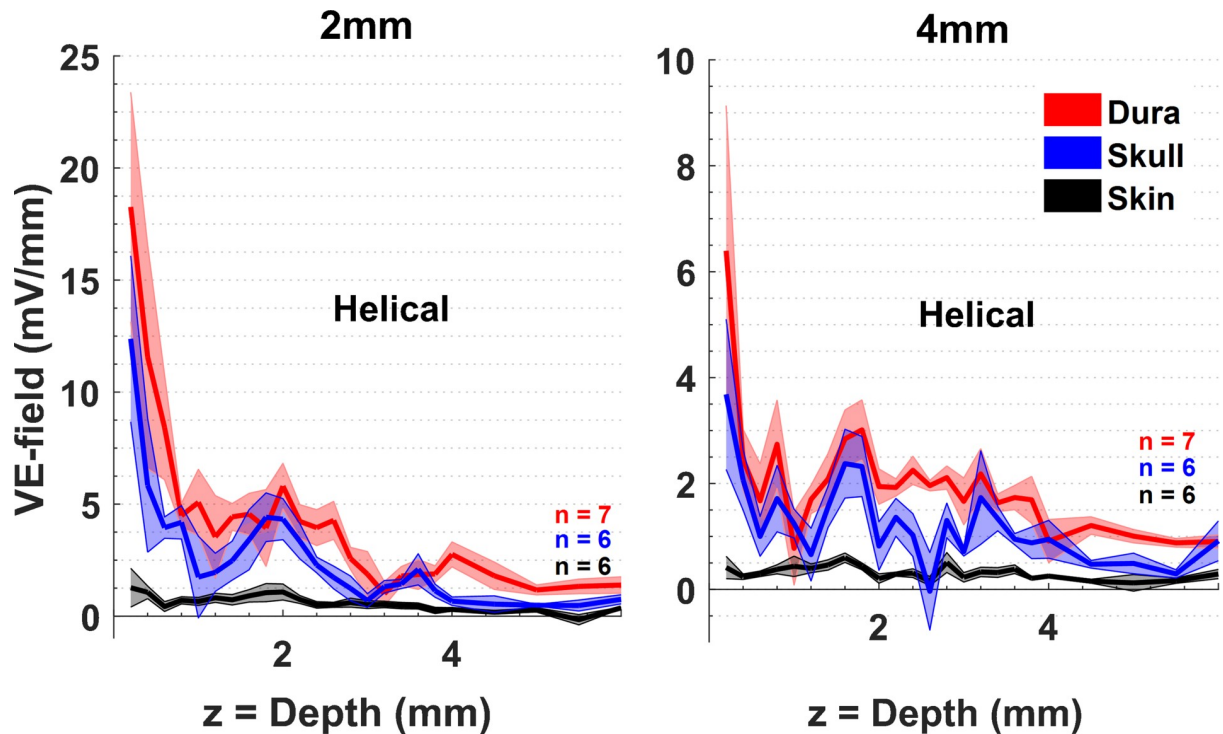 2mm
25
20
15
10
5
0
VE-field (mV/mm)
Helical
n = 7
n = 6
n = 6
2
4
z = Depth (mm)
4mm
10
8
6
4
2
0
Dura
Skull
Skin
Helical
n = 7
n = 6
n = 6
2
4
z = Depth (mm)